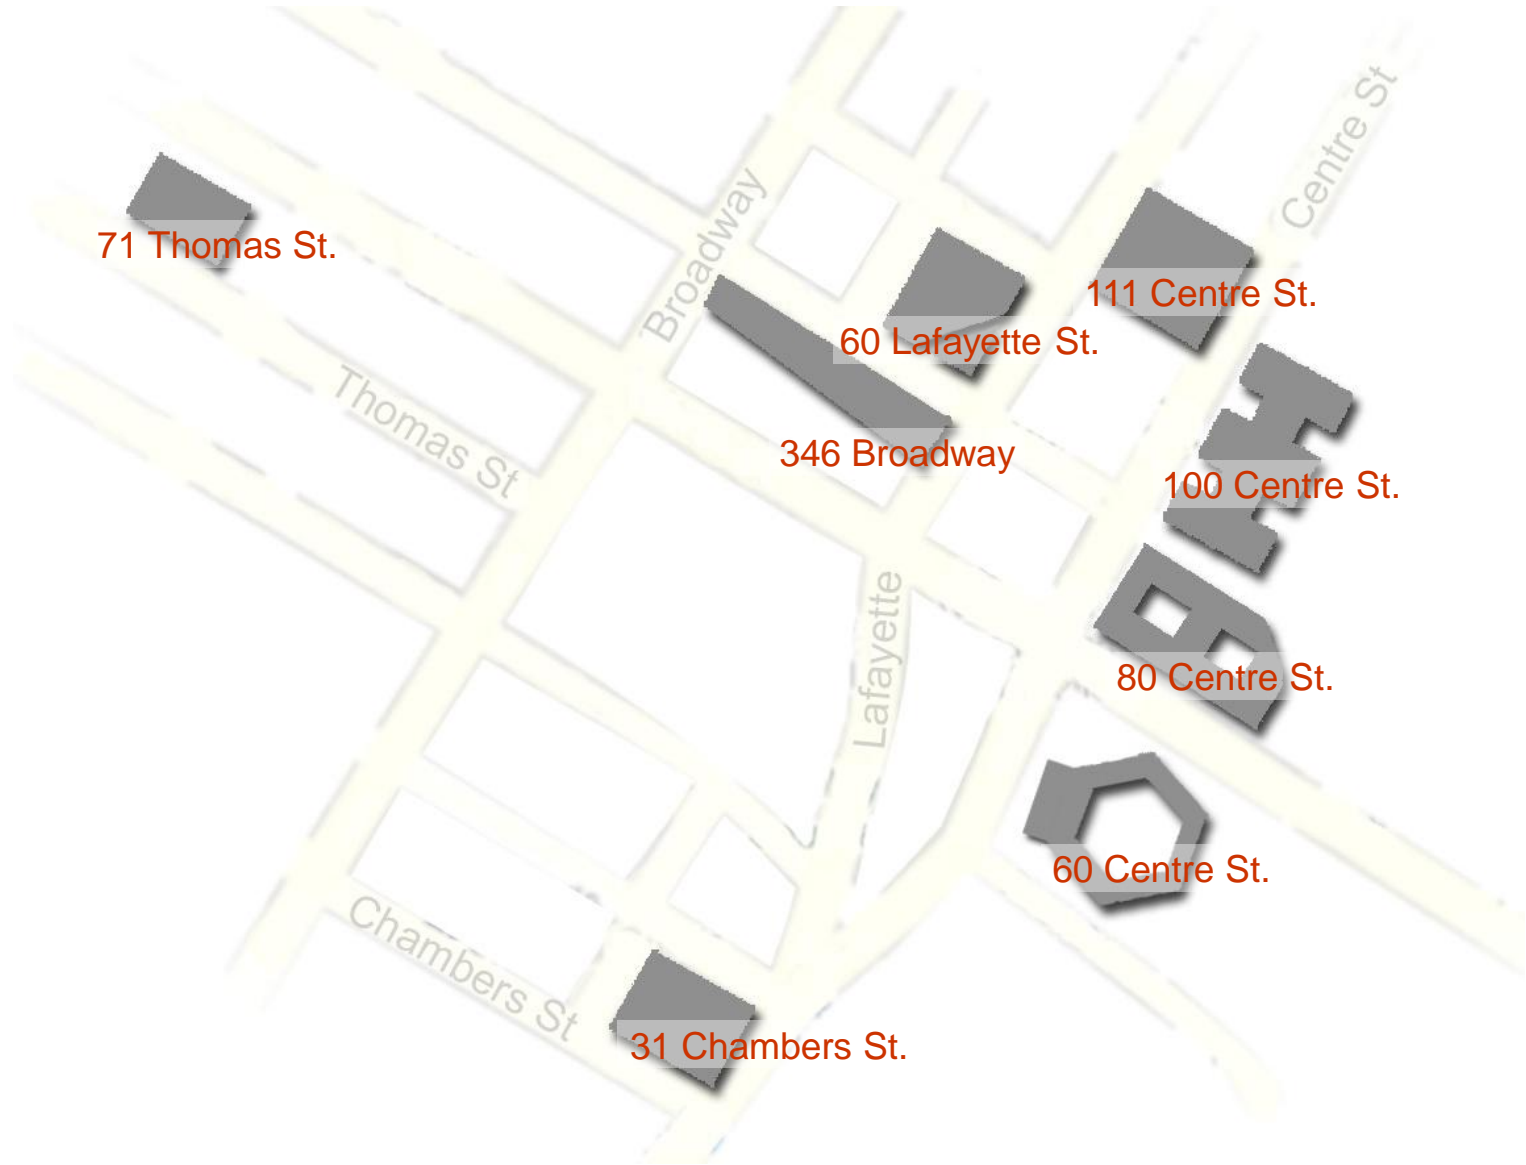 Centre St
Broadway
71 Thomas St.
111 Centre St.
60 Lafayette St.
Thomas St
346 Broadway
100 Centre St.
Lafayette
80 Centre St.
60 Centre St.
Chambers St
31 Chambers St.